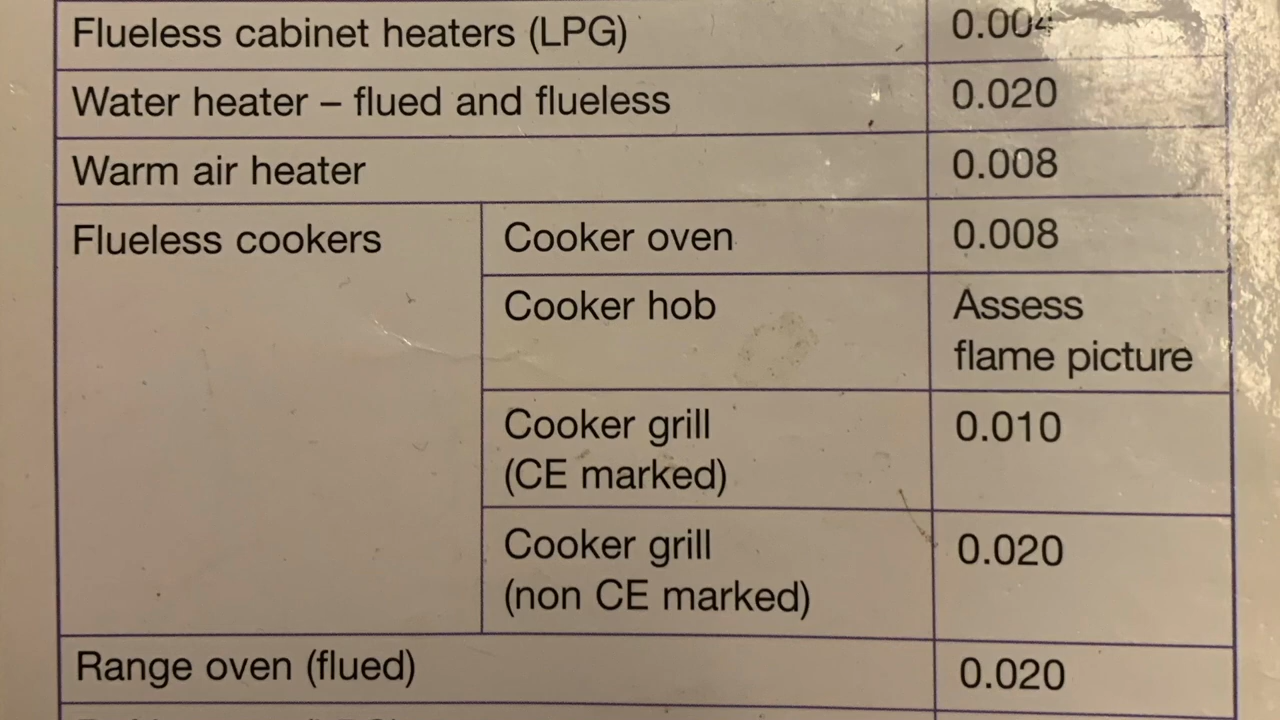 Flueless cabinet heaters (LPG) 0.004
Water heater – flued and flueless 0.020
Warm air heater 0.008
Flueless cookers Cooker oven 0.008
Cooker hob Assess
flame picture
Cooker grill 0.010
(CE marked)
Cooker grill 0.020
(non CE marked)
Range oven (flued) 0.020